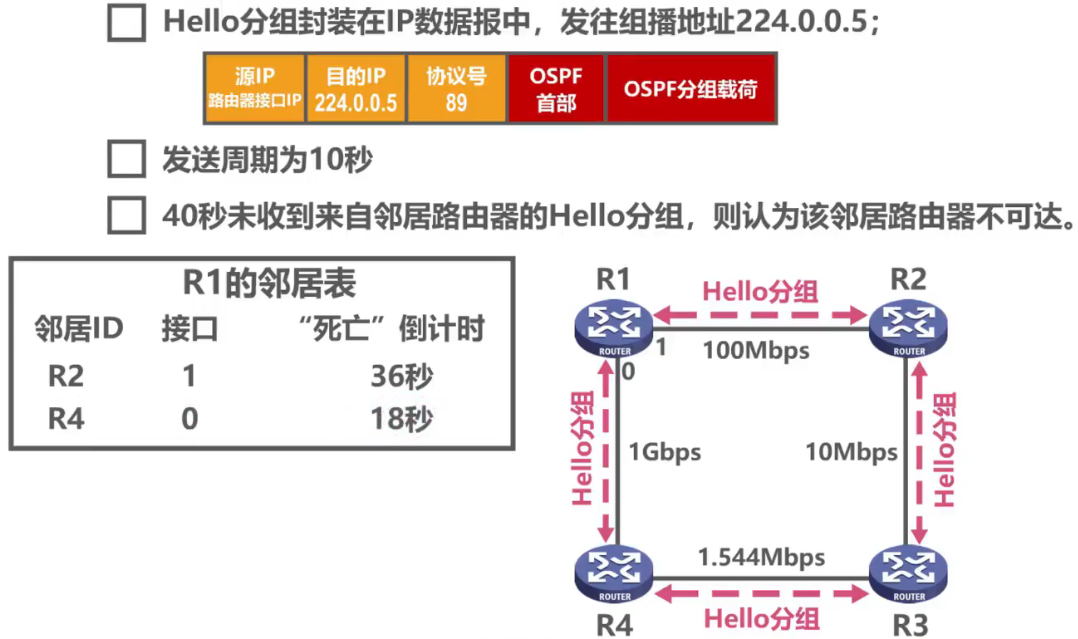 Hello分组封装在IP数据报中，发往组播地址224.0.0.5；
源IP
路由器接口IP
目的IP
224.0.0.5
协议号
89
OSPF
首部
OSPF分组载荷
发送周期为10秒
40秒未收到来自邻居路由器的Hello分组，则认为该邻居路由器不可达。
R1的邻居表
邻居ID 接口 “死亡”倒计时
R2 1 36秒
R4 0 18秒
R1
R2
Hello分组
ROUTER
ROUTER
1
0
100Mbps
Hello分组
1Gbps
10Mbps
Hello分组
1.544Mbps
ROUTER
ROUTER
Hello分组
R4
R3